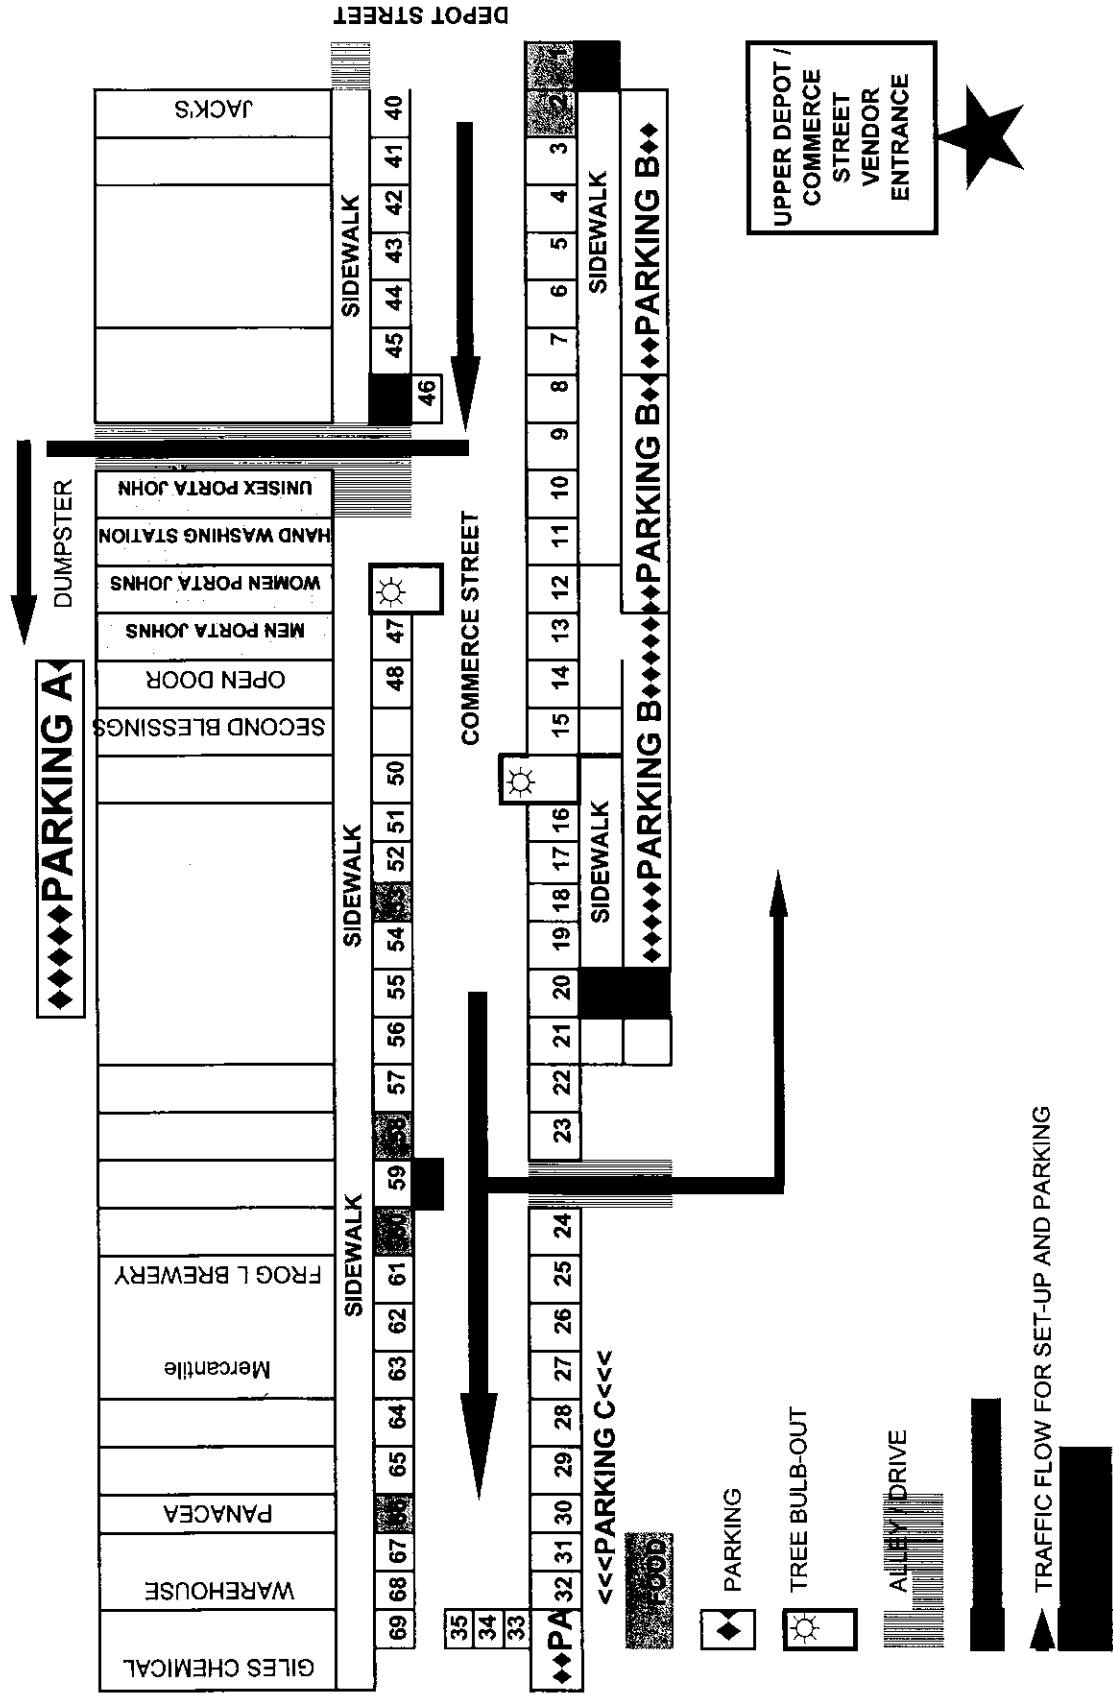 DEPOT STREET
JACK'S
SIDEWALK
40
41
42
43
44
45
46
1
2
3
4
5
6
7
8
9
10
11
12
13
14
15
SIDEWALK
PARKING B
PARKING B
PARKING B
PARKING B
PARKING B
UPPER DEPOT /
COMMERCE
STREET
VENDOR
ENTRANCE
DUMPSTER
PARKING A
UNISEX PORTA JOHN
HAND WASHING STATION
WOMEN PORTA JOHNS
MEN PORTA JOHNS
OPEN DOOR
SECOND BLESSINGS
COMMERCE STREET
47
48
50
51
52
53
54
55
56
57
58
59
60
61
62
63
64
65
66
67
68
69
SIDEWALK
SIDEWALK
SIDEWALK
16
17
18
19
20
21
22
23
24
25
26
27
28
29
30
31
32
33
34
35
PA
FROG L BREWERY
Mercantile
PANACEA
WAREHOUSE
GILES CHEMICAL
<<<PARKING C<<<<
FOOD
PARKING
TREE BULB-OUT
ALLEY / DRIVE
TRAFFIC FLOW FOR SET-UP AND PARKING